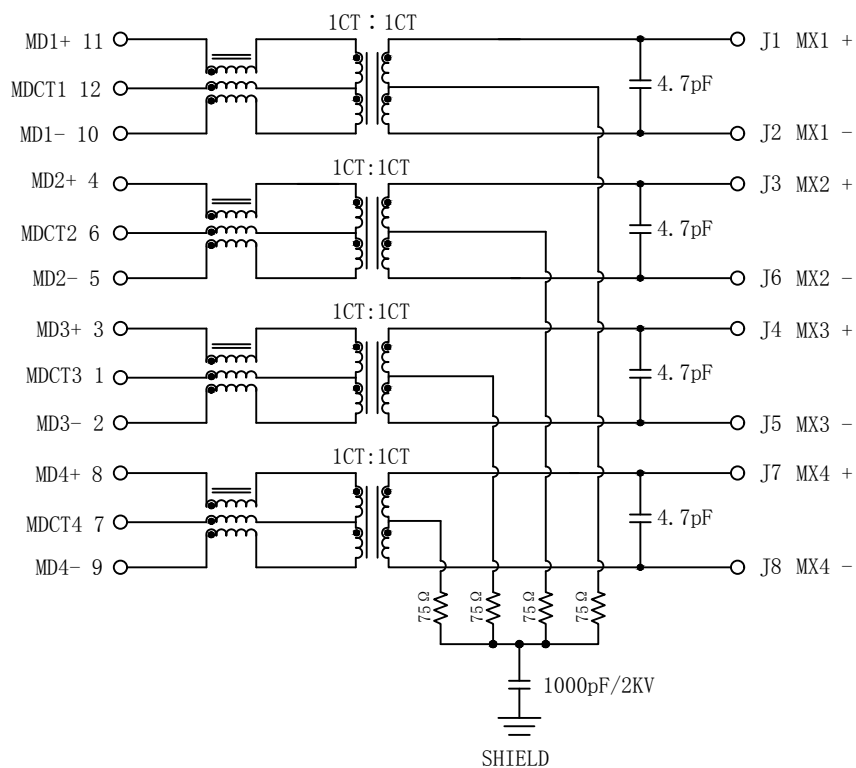 1CT : 1CT
MD1+ 11
J1 MX1 +
MDCT1 12
4.7pF
MD1- 10
J2 MX1 -
1CT:1CT
MD2+ 4
J3 MX2 +
MDCT2 6
4.7pF
MD2- 5
J6 MX2 -
1CT:1CT
MD3+ 3
J4 MX3 +
MDCT3 1
4.7pF
MD3- 2
J5 MX3 -
1CT:1CT
MD4+ 8
J7 MX4 +
MDCT4 7
4.7pF
MD4- 9
J8 MX4 -
75Ω
75Ω
75Ω
75Ω
1000pF/2KV
SHIELD